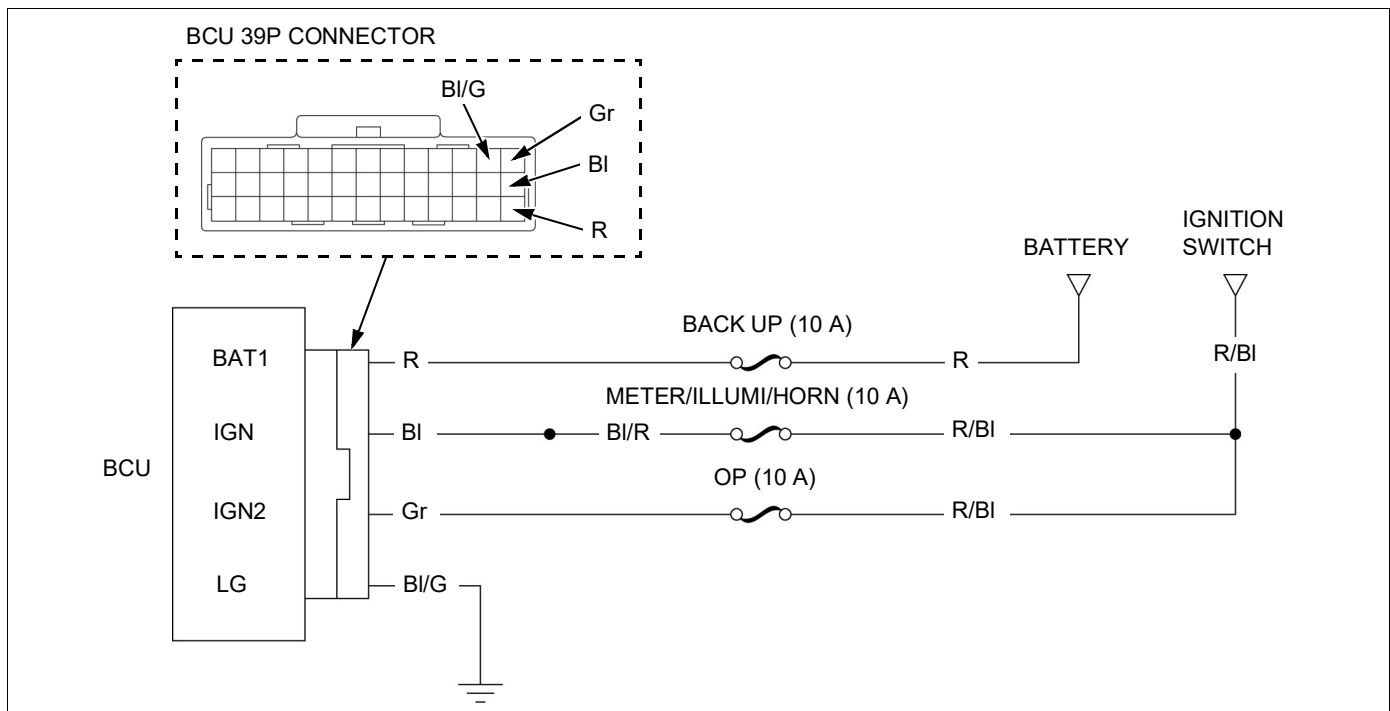 BCU 39P CONNECTOR
Bl/G
Gr
Bl
R
BATTERY
IGNITION
SWITCH
BACK UP (10 A)
BAT1
R
R
R/Bl
METER/ILLUMI/HORN (10 A)
IGN
Bl
Bl/R
R/Bl
BCU
OP (10 A)
IGN2
Gr
R/Bl
LG
Bl/G